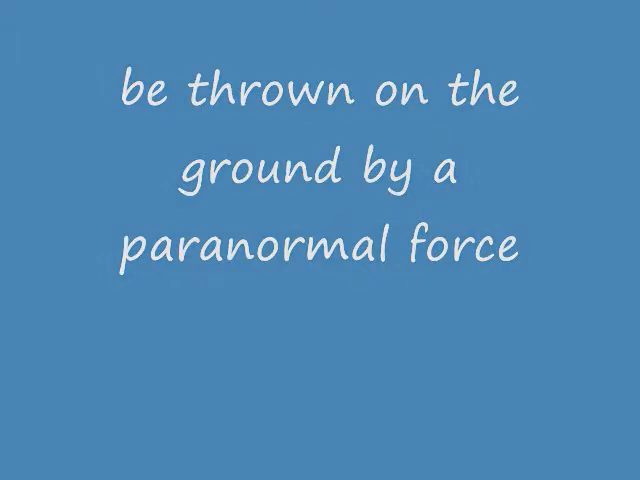 be thrown on the
ground by a
paranormal force